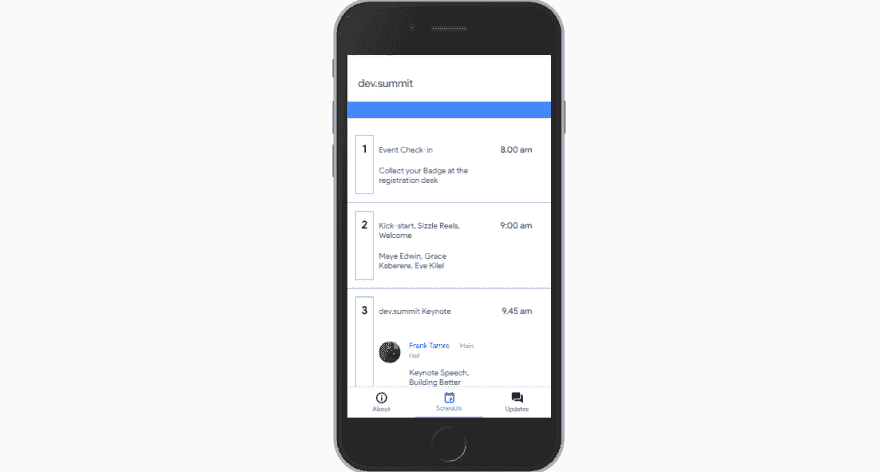 dev.summit
1 Event Check-in 8.00 am
Collect your Badge at the
registration desk
2 Kick-start, Sizzle Reels, 9:00 am
Welcome
Maye Edwin, Grace
Kaberere, Eve Kilel
3 dev.summit Keynote 9.45 am
Frank Tamre Main
Hall
Keynote Speech,
Building Better
About Schedule Updates